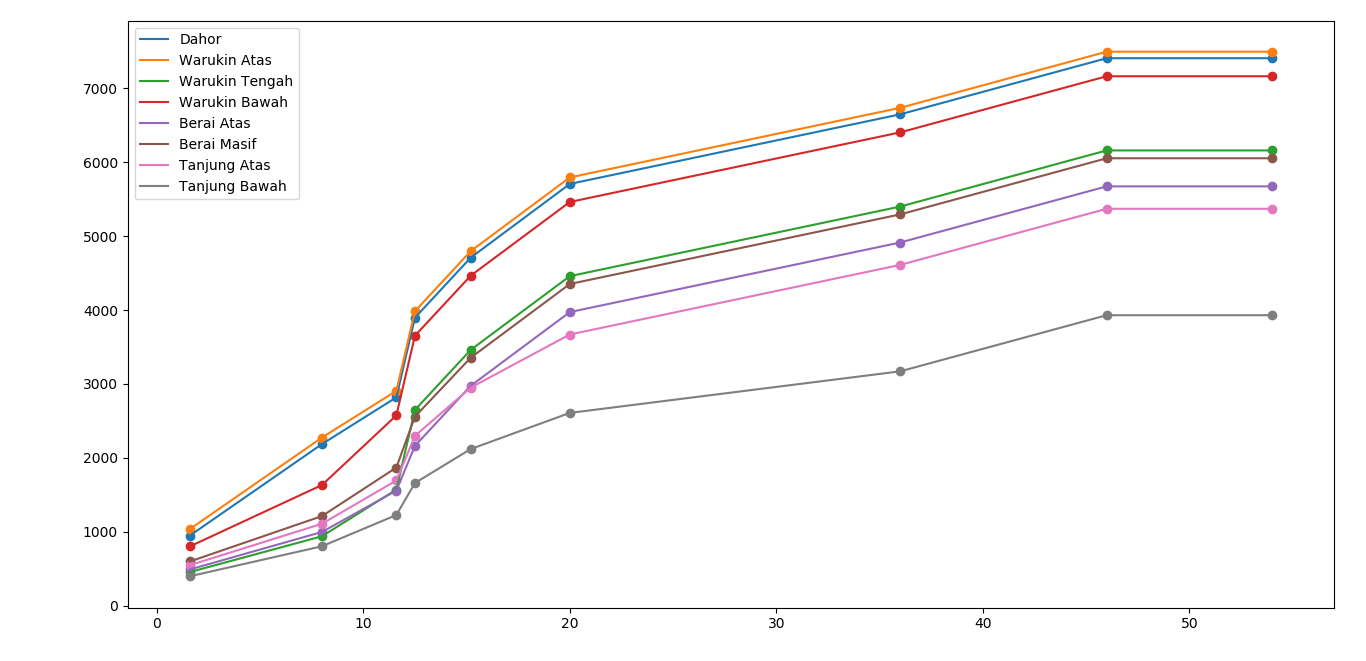 Dahor
Warukin Atas
Warukin Tengah
Warukin Bawah
Berai Atas
Berai Masif
Tanjung Atas
Tanjung Bawah
7000
6000
5000
4000
3000
2000
1000
0
0 10 20 30 40 50